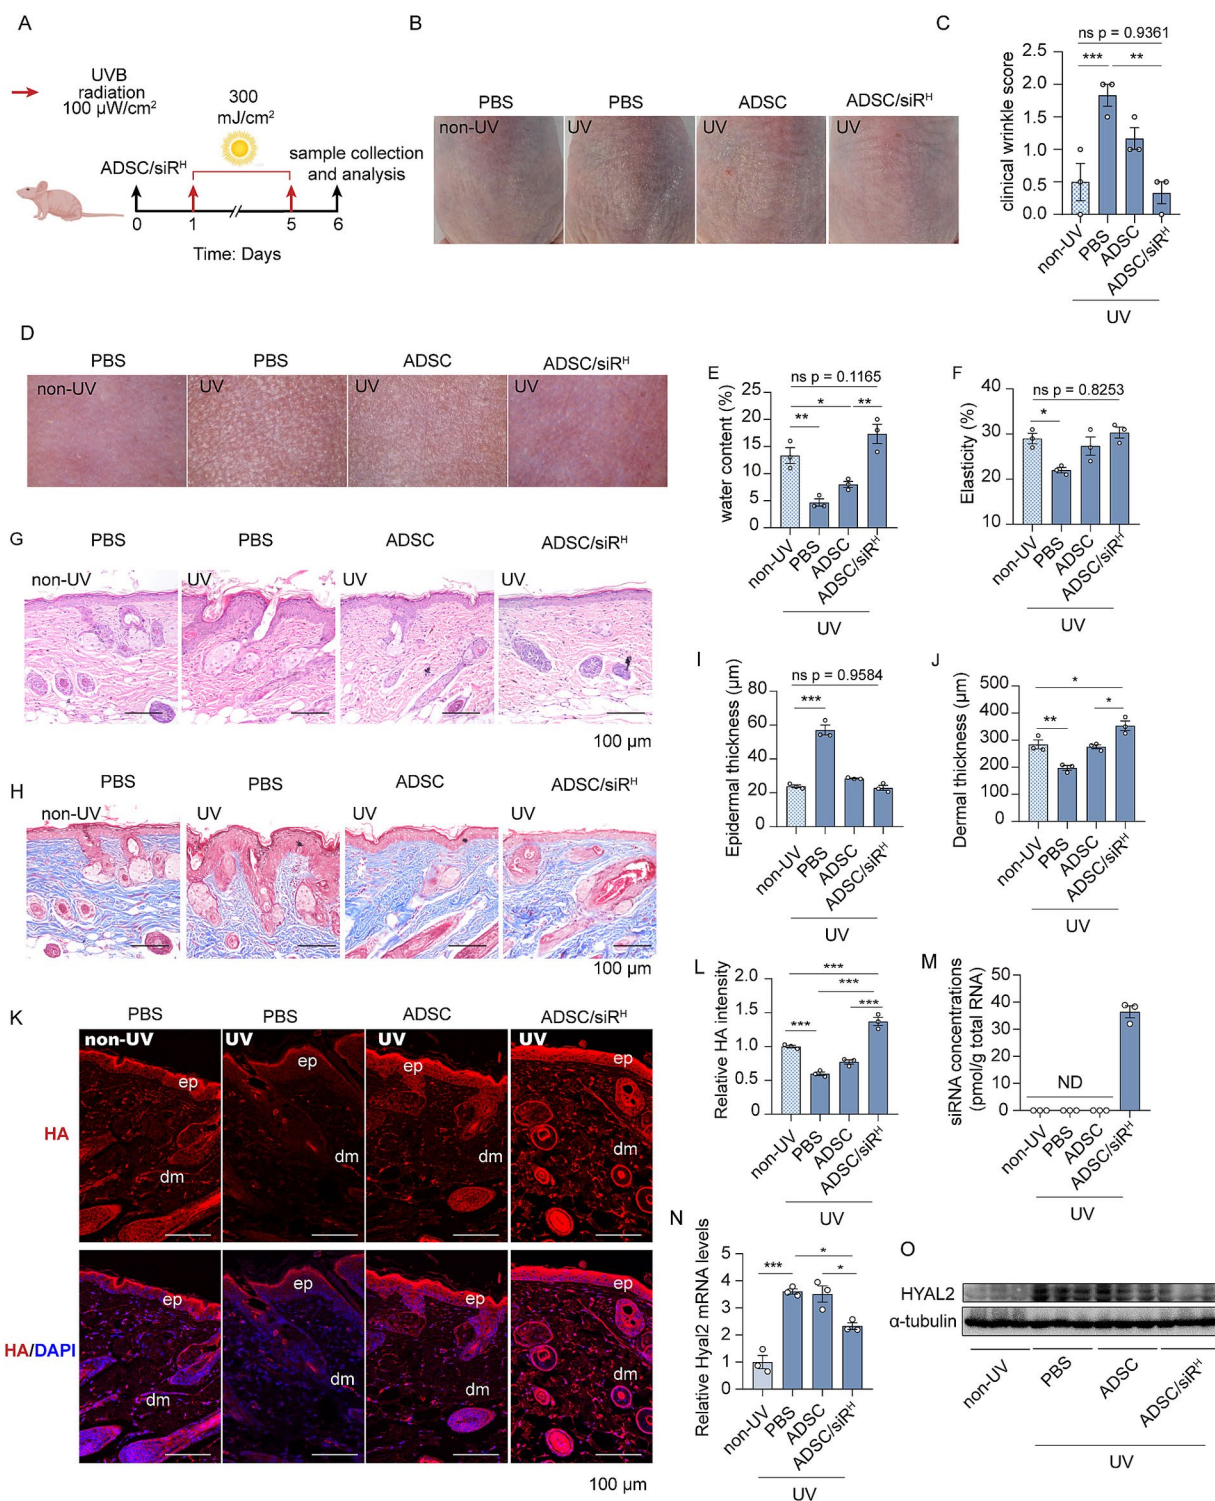 A
UVB
radiation
100 µW/cm²
300
mJ/cm²
ADSC/siRᴴ
sample collection
and analysis
0 1 5 6
Time: Days
B
PBS PBS ADSC ADSC/siRᴴ
non-UV UV UV UV
C
ns p = 0.9361
*** **
clinical wrinkle score
2.5
2.0
1.5
1.0
0.5
0.0
non-UV PBS ADSC ADSC/siRᴴ
UV
D
PBS PBS ADSC ADSC/siRᴴ
non-UV UV UV UV
E
ns p = 0.1165
* **
**
water content (%)
25
20
15
10
5
0
non-UV PBS ADSC ADSC/siRᴴ
UV
F
ns p = 0.8253
*
Elasticity (%)
40
30
20
10
non-UV PBS ADSC ADSC/siRᴴ
UV
G
PBS PBS ADSC ADSC/siRᴴ
non-UV UV UV UV
100 µm
H
PBS PBS ADSC ADSC/siRᴴ
non-UV UV UV UV
100 µm
I
ns p = 0.9584
***
Epidermal thickness (µm)
80
60
40
20
0
non-UV PBS ADSC ADSC/siRᴴ
UV
J
*
** *
Dermal thickness (µm)
500
400
300
200
100
0
non-UV PBS ADSC ADSC/siRᴴ
UV
K
PBS PBS ADSC ADSC/siRᴴ
non-UV UV UV UV
ep ep ep ep
HA
dm dm dm dm
ep ep ep ep
HA/DAPI
dm dm dm dm
100 µm
L
***
***
*** ***
Relative HA intensity
2.0
1.5
1.0
0.5
0.0
non-UV PBS ADSC ADSC/siRᴴ
UV
M
siRNA concentrations
(pmol/g total RNA)
50
40
30
20
10
0
ND
non-UV PBS ADSC ADSC/siRᴴ
UV
N
*
*** *
Relative Hyal2 mRNA levels
5
4
3
2
1
0
non-UV PBS ADSC ADSC/siRᴴ
UV
O
HYAL2
α-tubulin
non-UV PBS ADSC ADSC/siRᴴ
UV